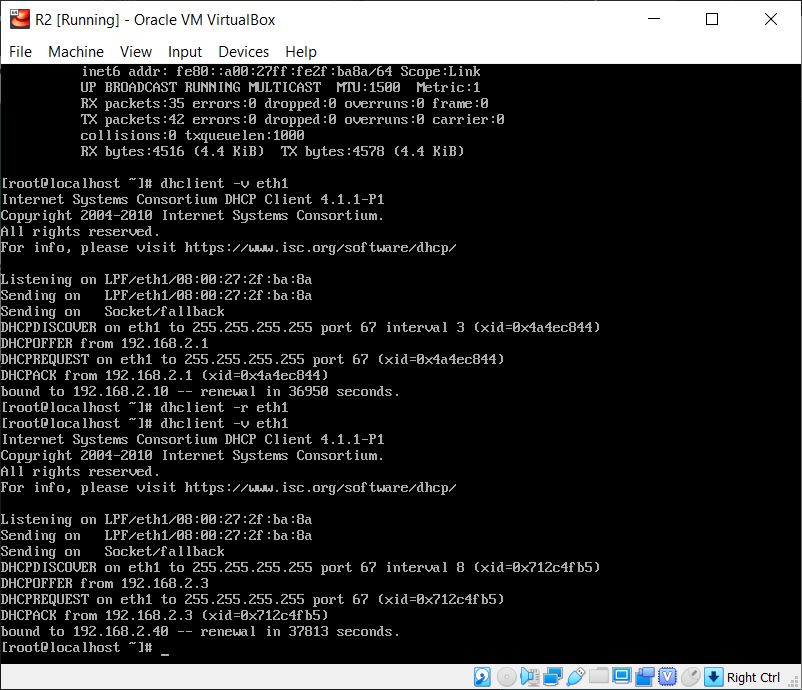 R2 [Running] - Oracle VM VirtualBox
File Machine View Input Devices Help
inet6 addr: fe80::a00:27ff:fe2f:ba8a/64 Scope:Link
UP BROADCAST RUNNING MULTICAST  MTU:1500  Metric:1
RX packets:35 errors:0 dropped:0 overruns:0 frame:0
TX packets:42 errors:0 dropped:0 overruns:0 carrier:0
collisions:0 txqueuelen:1000
RX bytes:4516 (4.4 KiB)  TX bytes:4578 (4.4 KiB)
[root@localhost ~]# dhclient -v eth1
Internet Systems Consortium DHCP Client 4.1.1-P1
Copyright 2004-2010 Internet Systems Consortium.
All rights reserved.
For info, please visit https://www.isc.org/software/dhcp/
Listening on LPF/eth1/08:00:27:2f:ba:8a
Sending on   LPF/eth1/08:00:27:2f:ba:8a
Sending on   Socket/fallback
DHCPDISCOVER on eth1 to 255.255.255.255 port 67 interval 3 (xid=0x4a4ec844)
DHCPOFFER from 192.168.2.1
DHCPREQUEST on eth1 to 255.255.255.255 port 67 (xid=0x4a4ec844)
DHCPACK from 192.168.2.1 (xid=0x4a4ec844)
bound to 192.168.2.10 -- renewal in 36950 seconds.
[root@localhost ~]# dhclient -r eth1
[root@localhost ~]# dhclient -v eth1
Internet Systems Consortium DHCP Client 4.1.1-P1
Copyright 2004-2010 Internet Systems Consortium.
All rights reserved.
For info, please visit https://www.isc.org/software/dhcp/
Listening on LPF/eth1/08:00:27:2f:ba:8a
Sending on   LPF/eth1/08:00:27:2f:ba:8a
Sending on   Socket/fallback
DHCPDISCOVER on eth1 to 255.255.255.255 port 67 interval 8 (xid=0x712c4fb5)
DHCPOFFER from 192.168.2.3
DHCPREQUEST on eth1 to 255.255.255.255 port 67 (xid=0x712c4fb5)
DHCPACK from 192.168.2.3 (xid=0x712c4fb5)
bound to 192.168.2.40 -- renewal in 37813 seconds.
[root@localhost ~]# _
Right Ctrl